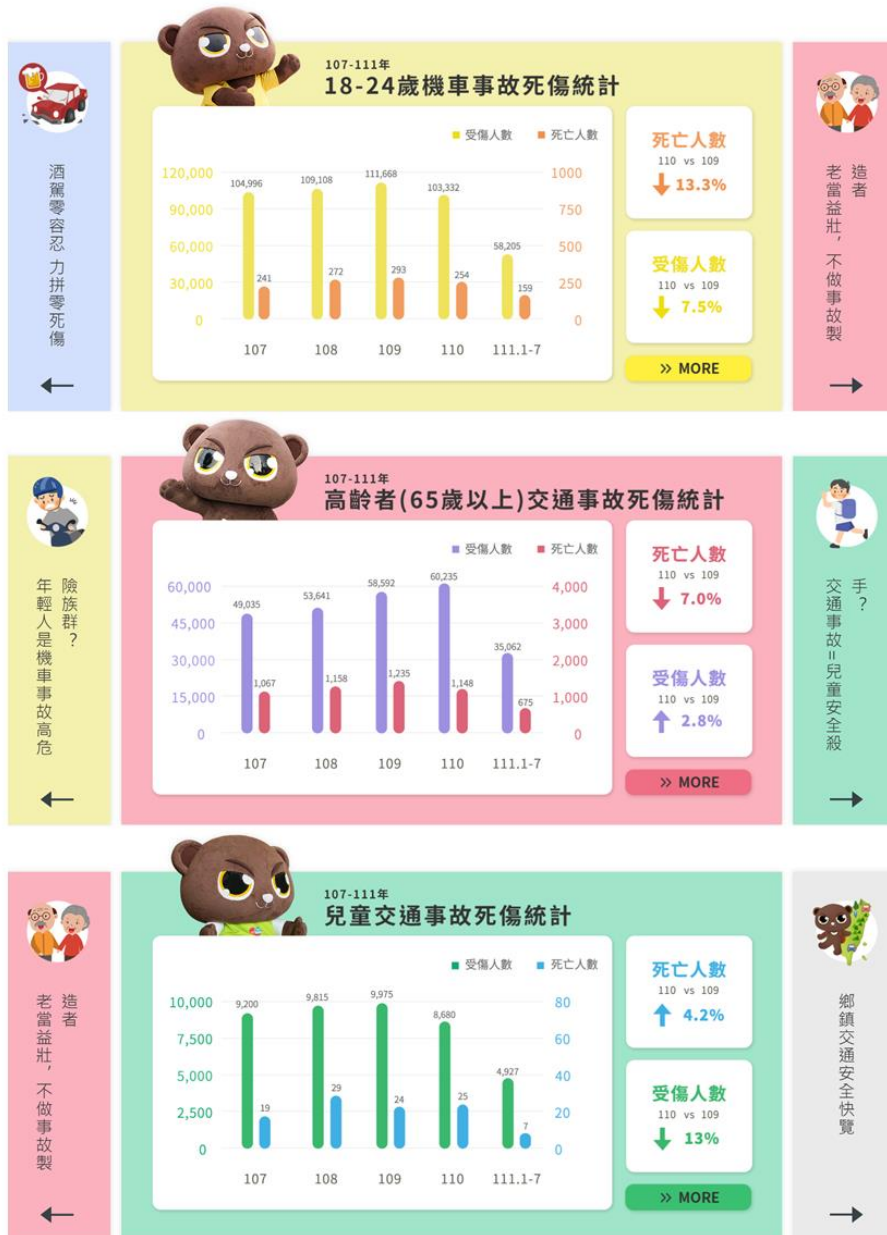 酒駕零容忍 力拼零死傷
107-111年
18-24歲機車事故死傷統計
受傷人數 死亡人數
120,000
90,000
60,000
30,000
0
104,996
109,108
111,668
103,332
58,205
241
272
293
254
159
1000
750
500
250
0
107 108 109 110 111.1-7
死亡人數
110 vs 109
13.3%
受傷人數
110 vs 109
7.5%
MORE
老當益壯,不做事故製
造者
年輕人是機車事故高危
險族群?
107-111年
高齡者(65歲以上)交通事故死傷統計
受傷人數 死亡人數
60,000
45,000
30,000
15,000
0
49,035
53,641
58,592
60,235
35,062
1,067
1,158
1,235
1,148
675
4,000
3,000
2,000
1,000
0
107 108 109 110 111.1-7
死亡人數
110 vs 109
7.0%
受傷人數
110 vs 109
2.8%
MORE
交通事故=兒童安全殺
手?
老當益壯,不做事故製
造者
107-111年
兒童交通事故死傷統計
受傷人數 死亡人數
10,000
7,500
5,000
2,500
0
9,200
9,815
9,975
8,680
4,927
19
29
24
25
7
80
60
40
20
0
107 108 109 110 111.1-7
死亡人數
110 vs 109
4.2%
受傷人數
110 vs 109
13%
MORE
鄉鎮交通安全快覽